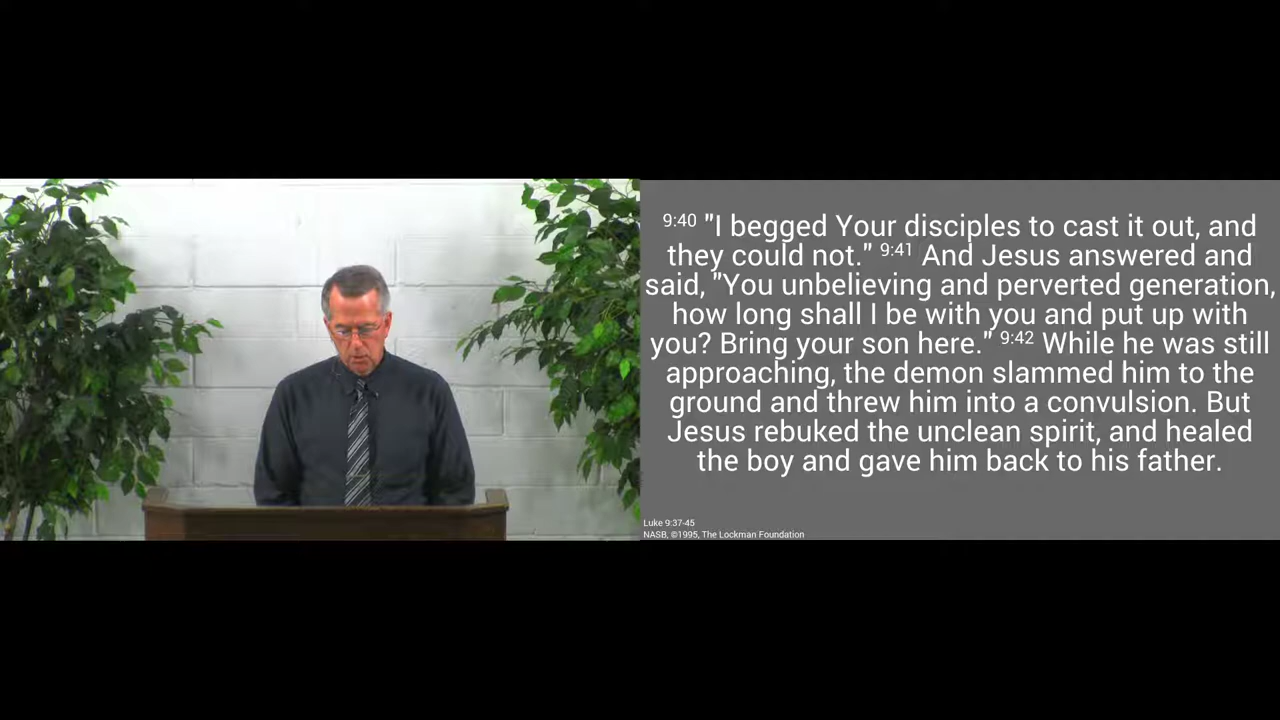 9:40 "I begged Your disciples to cast it out, and
they could not." 9:41 And Jesus answered and
said, "You unbelieving and perverted generation,
how long shall I be with you and put up with
you? Bring your son here." 9:42 While he was still
approaching, the demon slammed him to the
ground and threw him into a convulsion. But
Jesus rebuked the unclean spirit, and healed
the boy and gave him back to his father.
Luke 9:37-45
NASB, ©1995, The Lockman Foundation